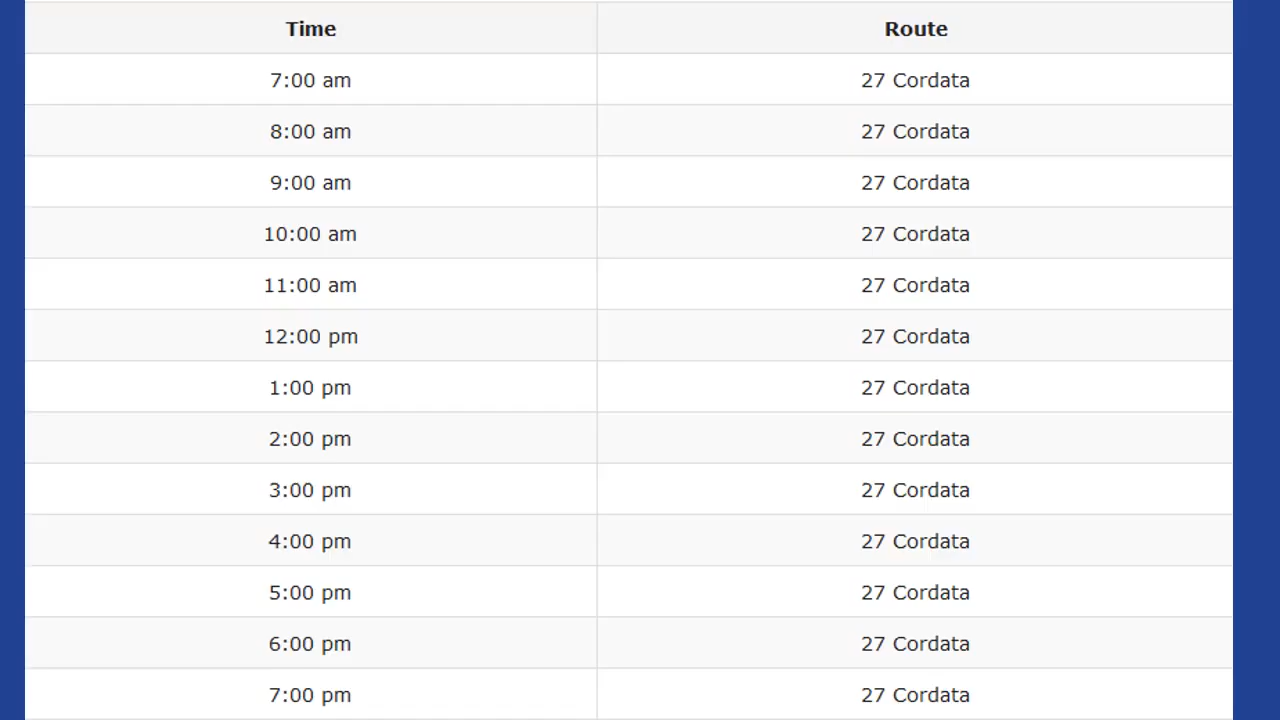 Time Route
7:00 am 27 Cordata
8:00 am 27 Cordata
9:00 am 27 Cordata
10:00 am 27 Cordata
11:00 am 27 Cordata
12:00 pm 27 Cordata
1:00 pm 27 Cordata
2:00 pm 27 Cordata
3:00 pm 27 Cordata
4:00 pm 27 Cordata
5:00 pm 27 Cordata
6:00 pm 27 Cordata
7:00 pm 27 Cordata